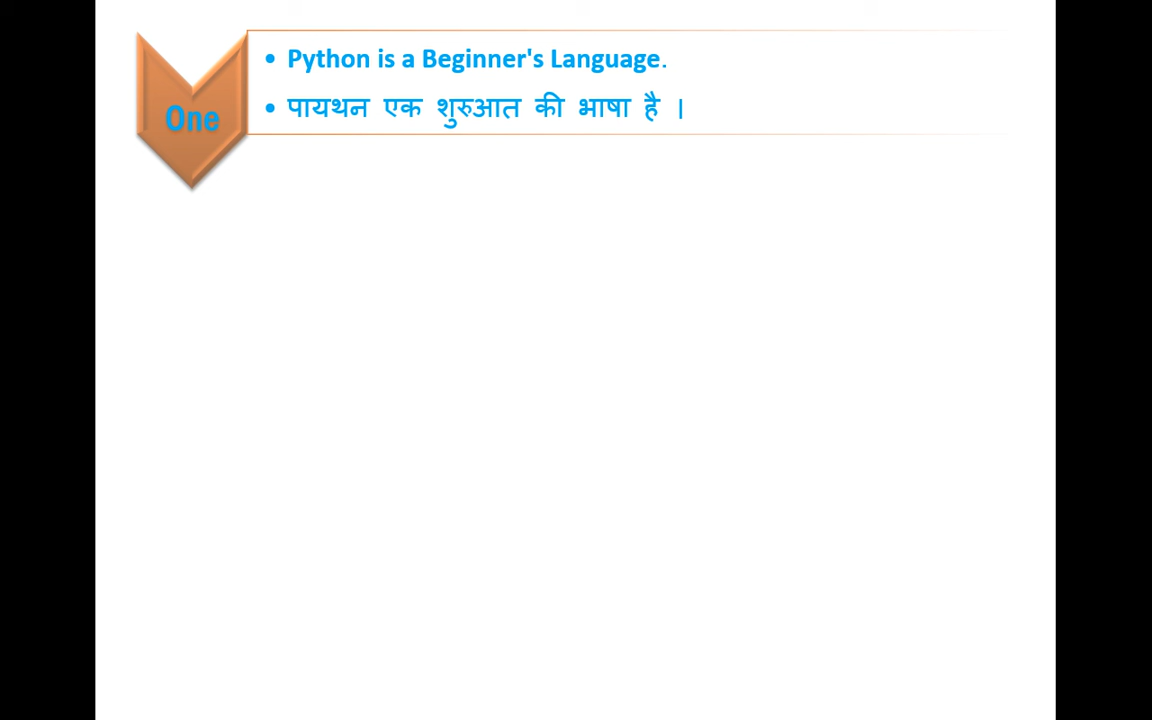 One
• Python is a Beginner's Language.
• पायथन एक शुरुआत की भाषा है ।